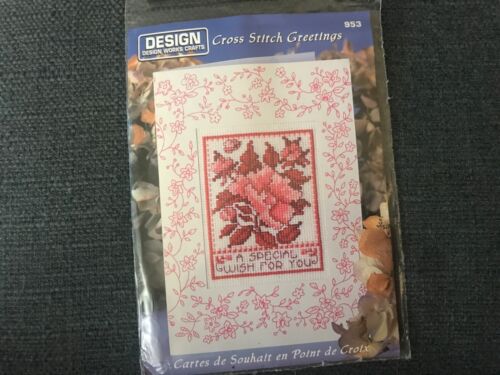 DESIGN
DESIGN WORKS CRAFTS
Cross Stitch Greetings
953
A SPECIAL
WISH FOR YOU
Cartes de Souhait en Point de Croix